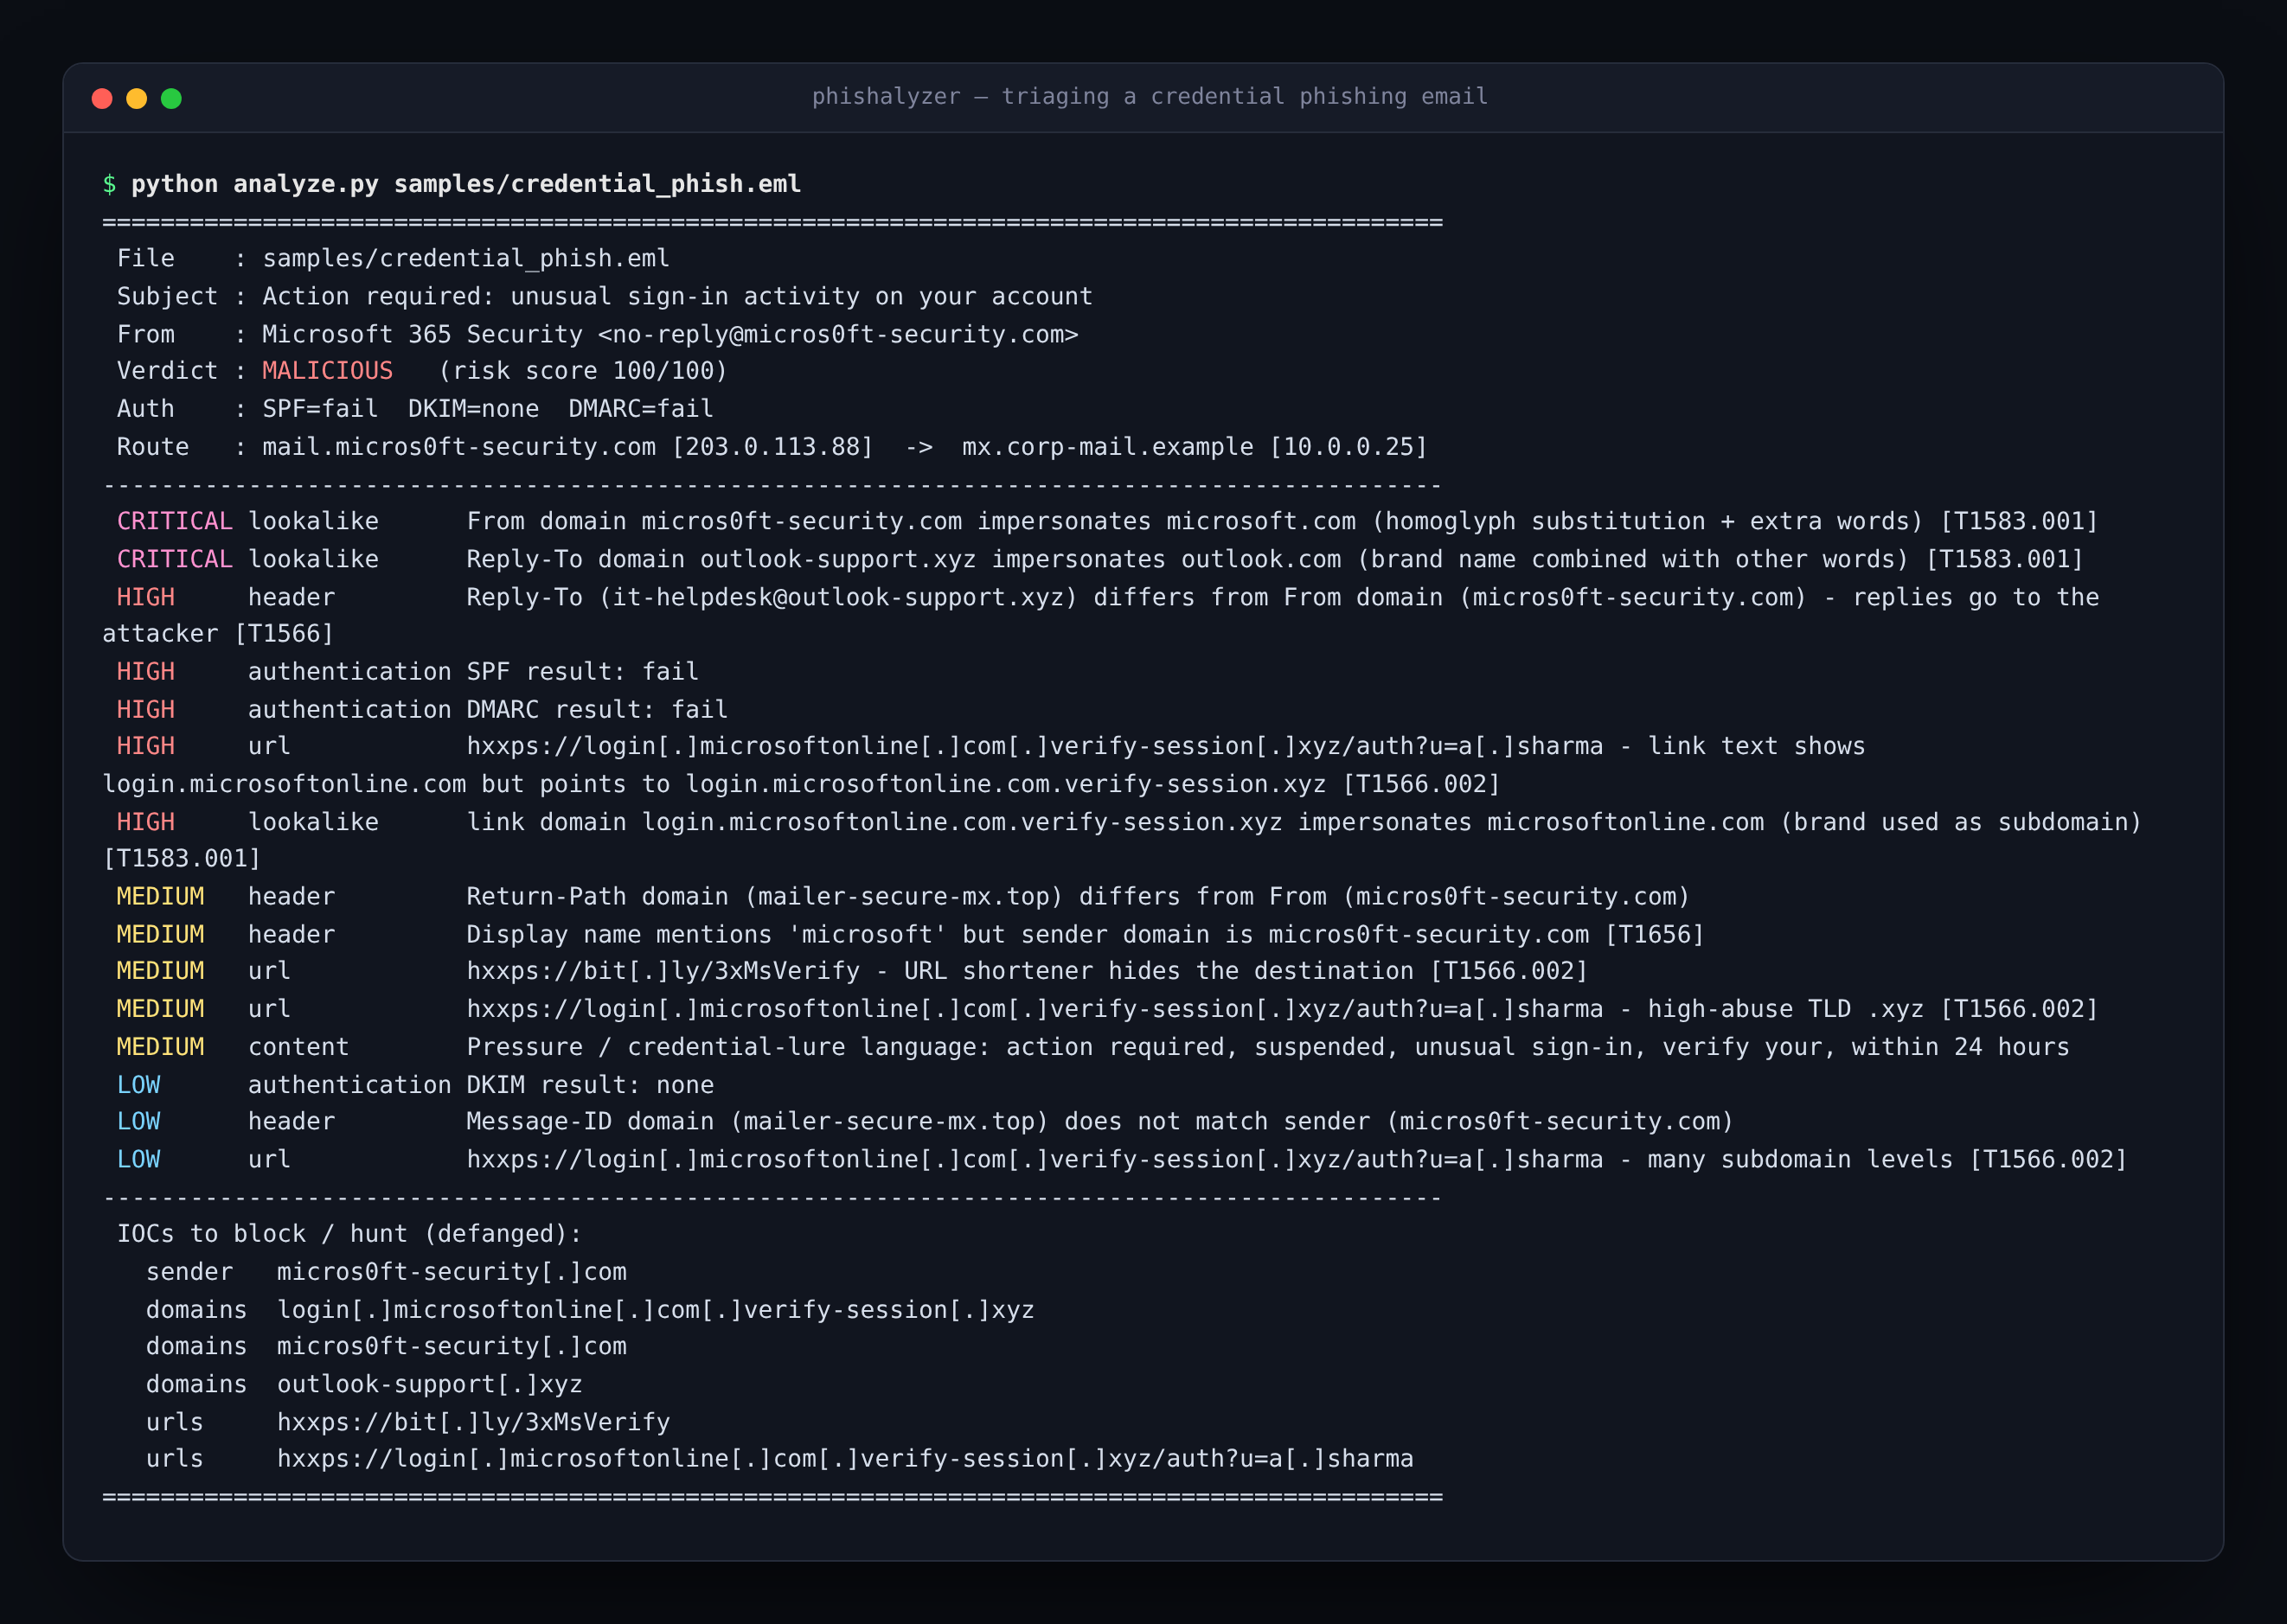 phishalyzer — triaging a credential phishing email
$ python analyze.py samples/credential_phish.eml
============================================================================================
 File    : samples/credential_phish.eml
 Subject : Action required: unusual sign-in activity on your account
 From    : Microsoft 365 Security <no-reply@micros0ft-security.com>
 Verdict : MALICIOUS   (risk score 100/100)
 Auth    : SPF=fail  DKIM=none  DMARC=fail
 Route   : mail.micros0ft-security.com [203.0.113.88]  ->  mx.corp-mail.example [10.0.0.25]
--------------------------------------------------------------------------------------------
 CRITICAL lookalike      From domain micros0ft-security.com impersonates microsoft.com (homoglyph substitution + extra words) [T1583.001]
 CRITICAL lookalike      Reply-To domain outlook-support.xyz impersonates outlook.com (brand name combined with other words) [T1583.001]
 HIGH     header         Reply-To (it-helpdesk@outlook-support.xyz) differs from From domain (micros0ft-security.com) - replies go to the
attacker [T1566]
 HIGH     authentication SPF result: fail
 HIGH     authentication DMARC result: fail
 HIGH     url            hxxps://login[.]microsoftonline[.]com[.]verify-session[.]xyz/auth?u=a[.]sharma - link text shows
login.microsoftonline.com but points to login.microsoftonline.com.verify-session.xyz [T1566.002]
 HIGH     lookalike      link domain login.microsoftonline.com.verify-session.xyz impersonates microsoftonline.com (brand used as subdomain)
[T1583.001]
 MEDIUM   header         Return-Path domain (mailer-secure-mx.top) differs from From (micros0ft-security.com)
 MEDIUM   header         Display name mentions 'microsoft' but sender domain is micros0ft-security.com [T1656]
 MEDIUM   url            hxxps://bit[.]ly/3xMsVerify - URL shortener hides the destination [T1566.002]
 MEDIUM   url            hxxps://login[.]microsoftonline[.]com[.]verify-session[.]xyz/auth?u=a[.]sharma - high-abuse TLD .xyz [T1566.002]
 MEDIUM   content        Pressure / credential-lure language: action required, suspended, unusual sign-in, verify your, within 24 hours
 LOW      authentication DKIM result: none
 LOW      header         Message-ID domain (mailer-secure-mx.top) does not match sender (micros0ft-security.com)
 LOW      url            hxxps://login[.]microsoftonline[.]com[.]verify-session[.]xyz/auth?u=a[.]sharma - many subdomain levels [T1566.002]
--------------------------------------------------------------------------------------------
 IOCs to block / hunt (defanged):
   sender   micros0ft-security[.]com
   domains  login[.]microsoftonline[.]com[.]verify-session[.]xyz
   domains  micros0ft-security[.]com
   domains  outlook-support[.]xyz
   urls     hxxps://bit[.]ly/3xMsVerify
   urls     hxxps://login[.]microsoftonline[.]com[.]verify-session[.]xyz/auth?u=a[.]sharma
============================================================================================